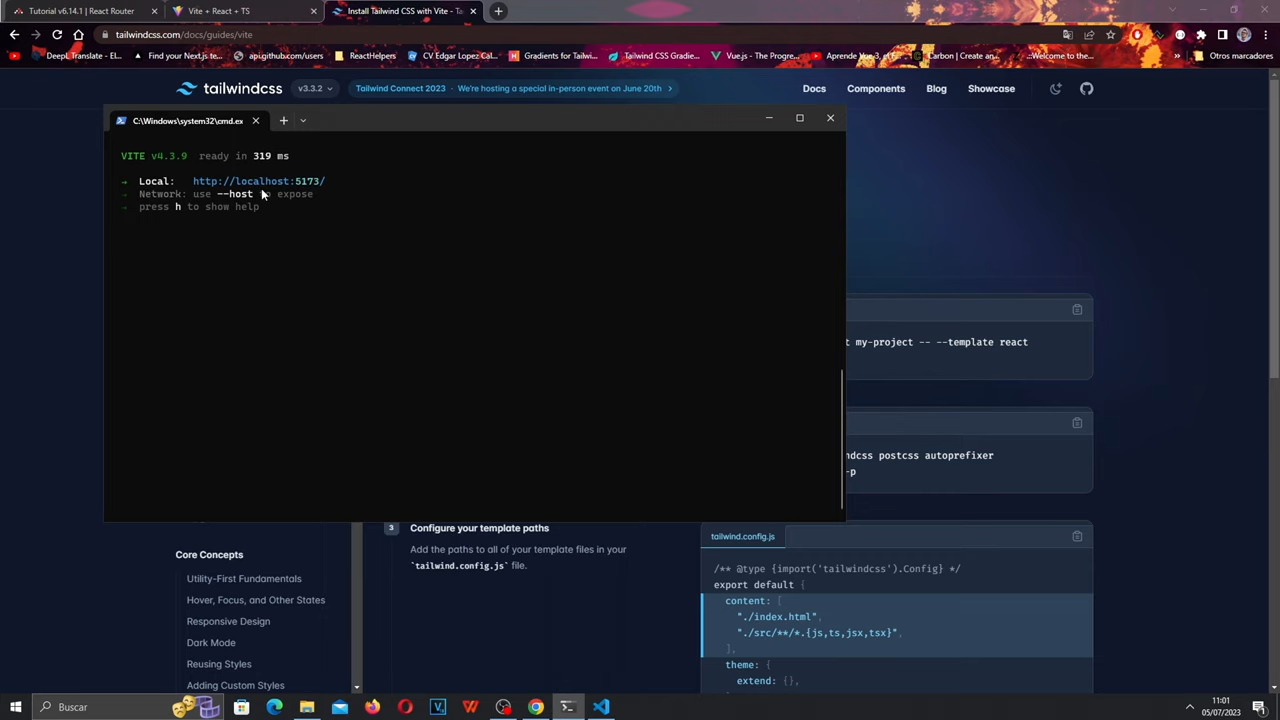 Tutorial v6.14.1 | React Router
Vite + React + TS
Install Tailwind CSS with Vite - Ta
tailwindcss.com/docs/guides/vite
DeepL Translate - EL...
Find your Next.js tem...
api.github.com/users
ReactHelpers
CV Edgar Lopez Cal...
Gradients for Tailwi...
Tailwind CSS Gradie...
Vue.js - The Progre...
Aprende Vue 3, e
Carbon | Create an...
:Welcome to the...
»
Otros marcadores
tailwindcss
v3.3.2
Tailwind Connect 2023 • We're hosting a special in-person event on June 20th
Docs
Components
Blog
Showcase
C:\Windows\system32\cmd.ex
VITE v4.3.9 ready in 319 ms
→ Local: http://localhost:5173/
→ Network: use --host to expose
→ press h to show help
t my-project -- --template react
ndcss postcss autoprefixer
-p
3 Configure your template paths
Add the paths to all of your template files in your
`tailwind.config.js` file.
tailwind.config.js
/** @type {import('tailwindcss').Config} */
export default {
content: [
"./index.html",
"./src/**/*.{js,ts,jsx,tsx}",
],
theme: {
extend: {},
Core Concepts
Utility-First Fundamentals
Hover, Focus, and Other States
Responsive Design
Dark Mode
Reusing Styles
Adding Custom Styles
Buscar
11:01
05/07/2023